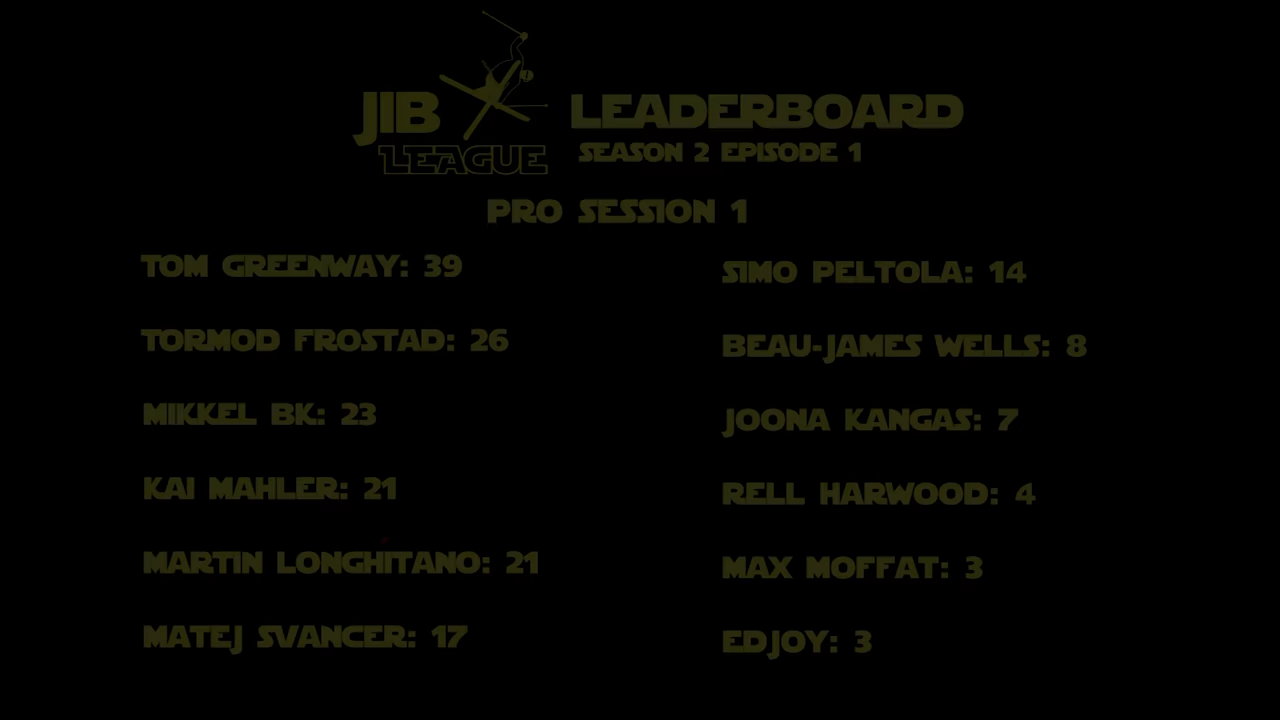 JIB
LEAGUE
LEADERBOARD
SEASON 2 EPISODE 1
PRO SESSION 1
TOM GREENWAY: 39
TORMOD FROSTAD: 26
MIKKEL BK: 23
KAI MAHLER: 21
MARTIN LONGHITANO: 21
MATEJ SVANCER: 17
SIMO PELTOLA: 14
BEAU-JAMES WELLS: 8
JOONA KANGAS: 7
RELL HARWOOD: 4
MAX MOFFAT: 3
EDJOY: 3